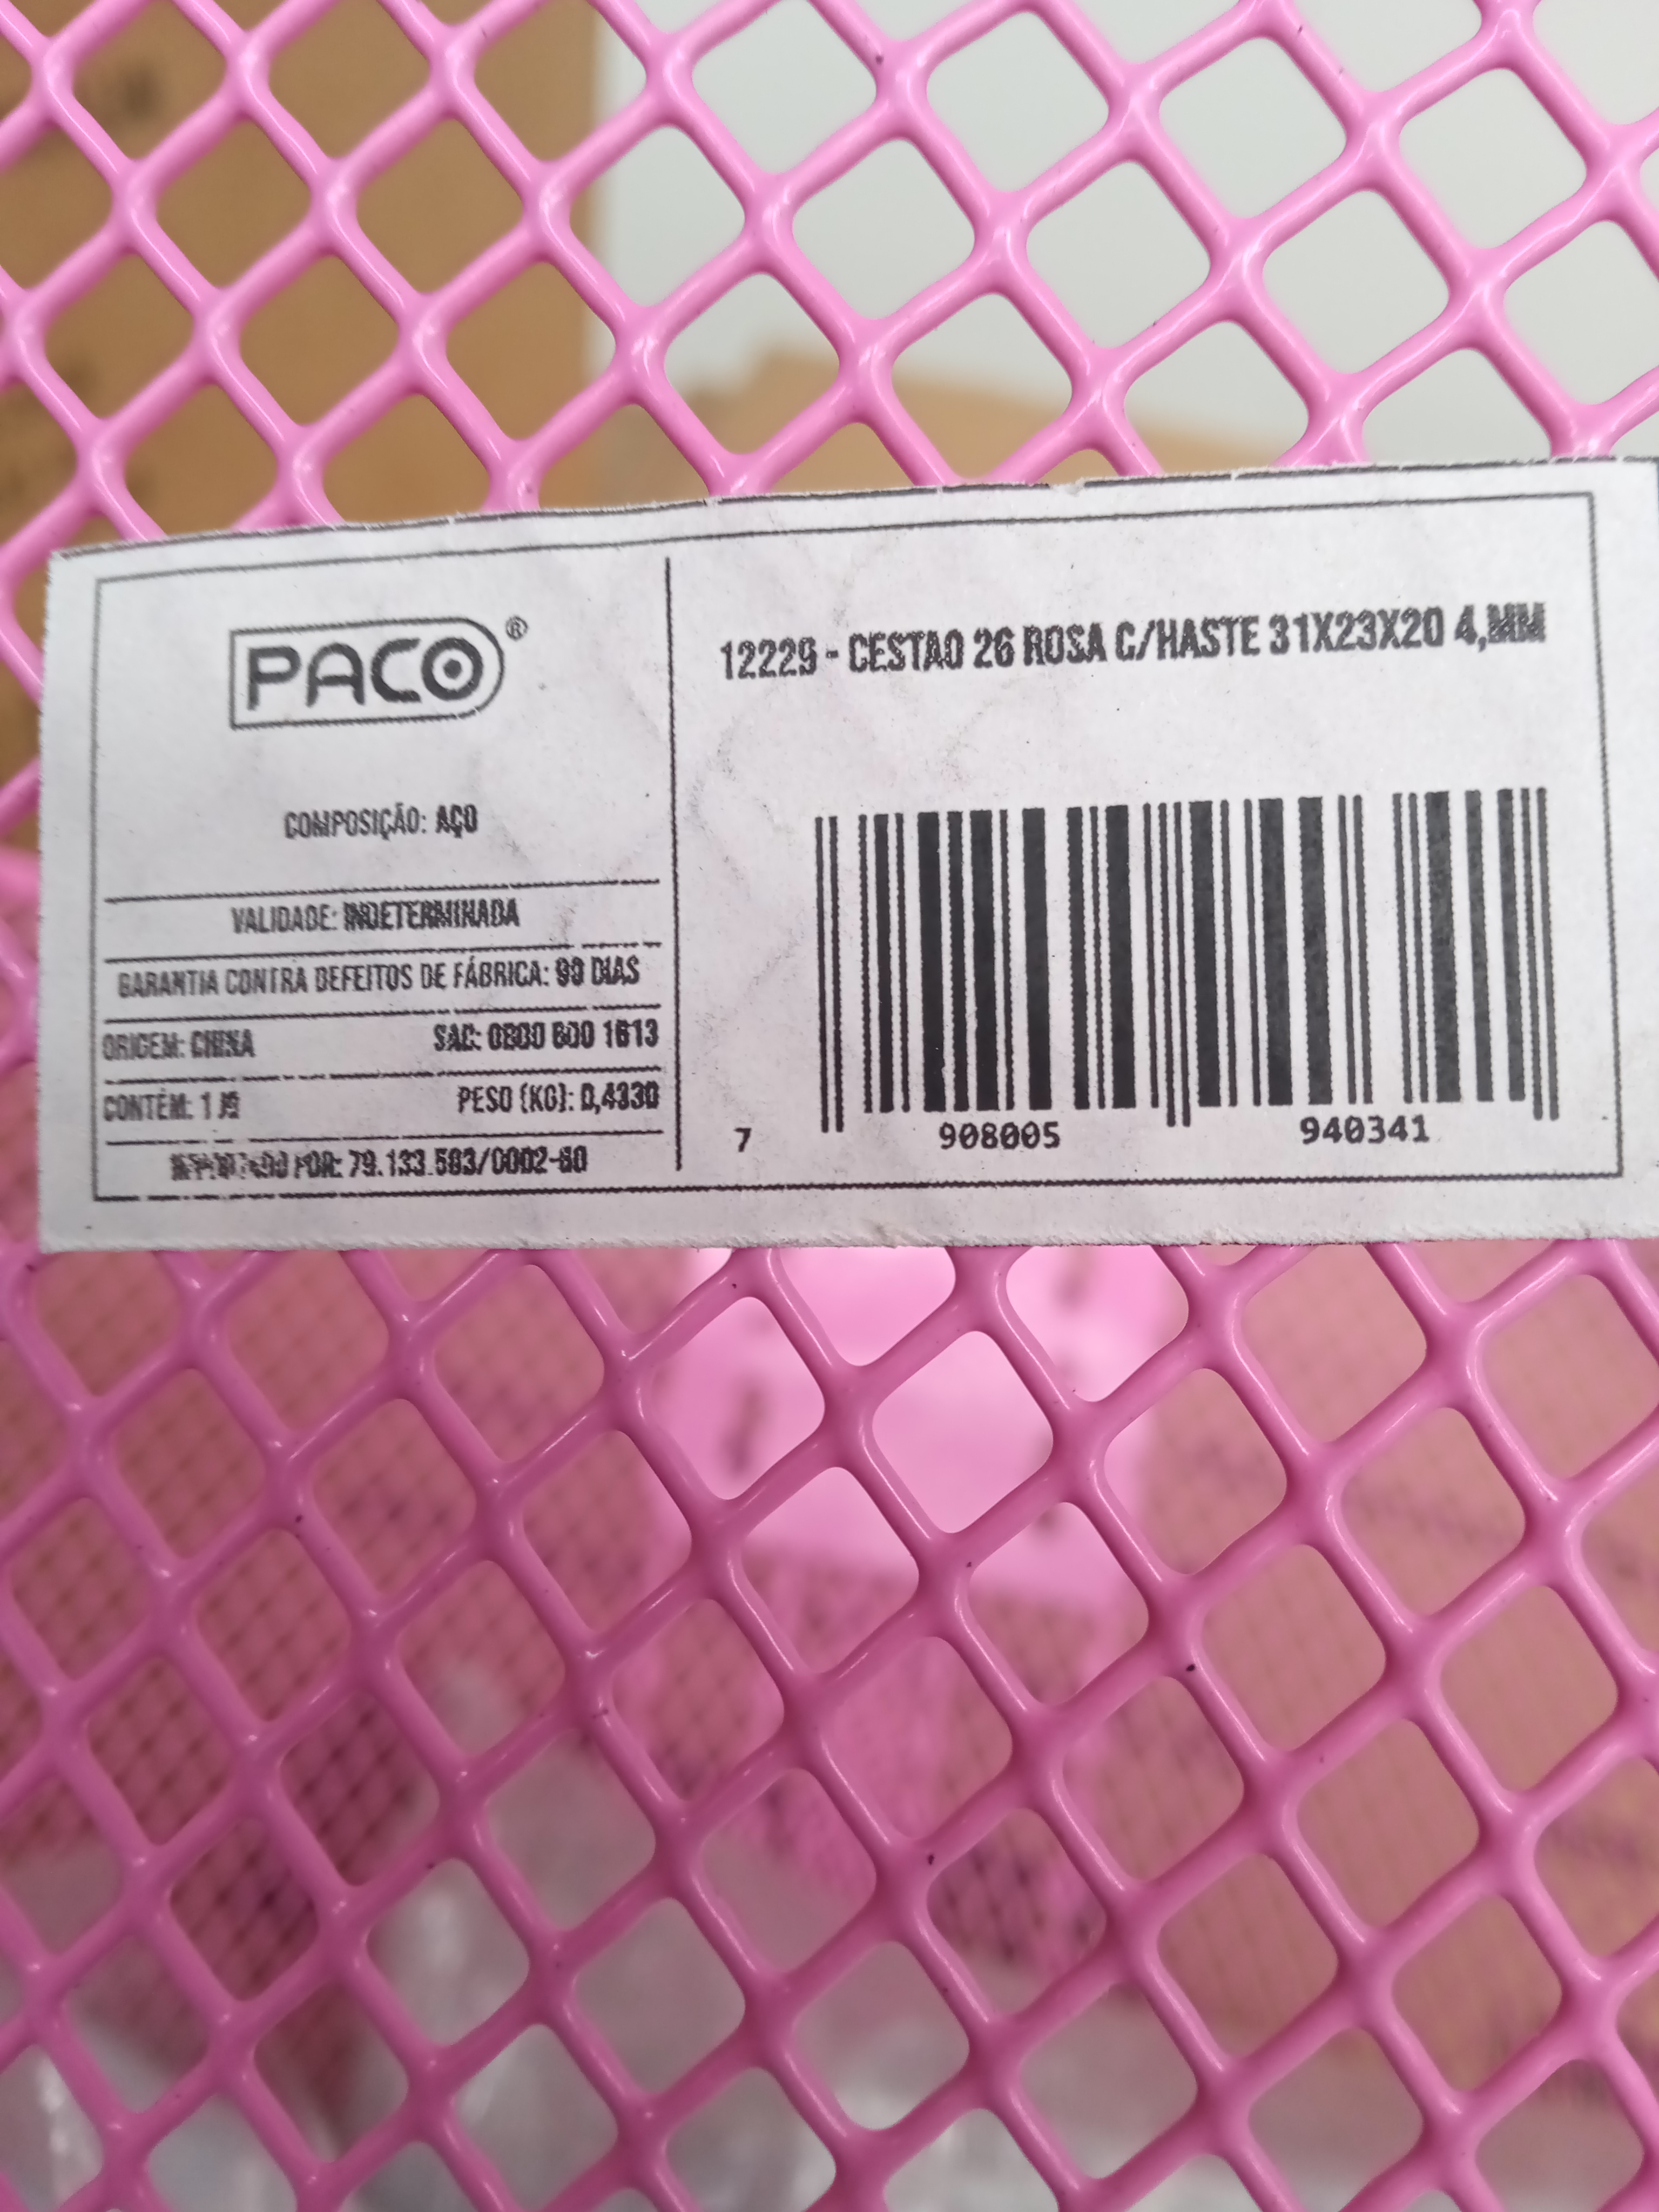 PACO®
COMPOSIÇÃO: AÇO
VALIDADE: INDETERMINADA
GARANTIA CONTRA DEFEITOS DE FÁBRICA: 90 DIAS
ORIGEM: CHINA SAC: 0800 600 1613
CONTÉM: 1
PESO (KG): 0,4330
POR: 79.133.583/0002-60
12229 - CESTAO 26 ROSA C/HASTE 31X23X20 4,MM
7 908005 940341